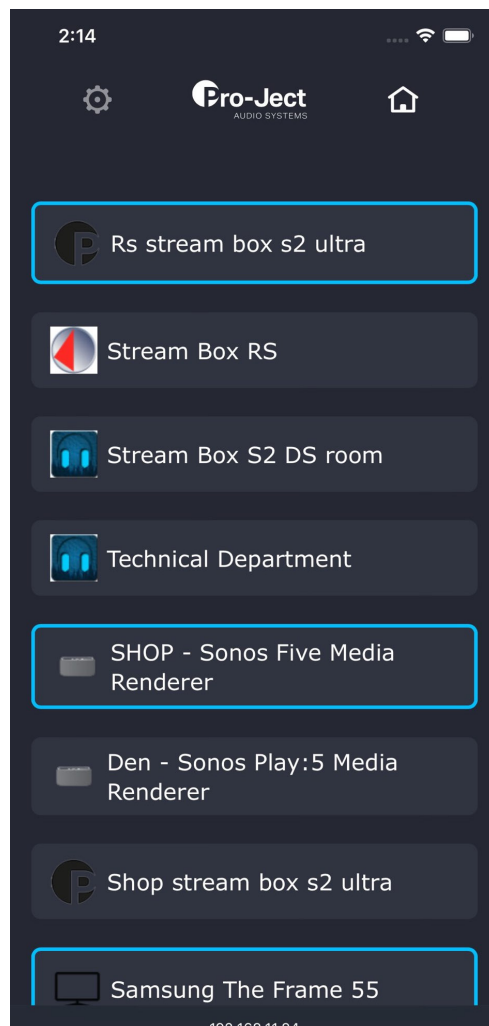 2:14
Pro-Ject
AUDIO SYSTEMS
Rs stream box s2 ultra
Stream Box RS
Stream Box S2 DS room
Technical Department
SHOP - Sonos Five Media
Renderer
Den - Sonos Play:5 Media
Renderer
Shop stream box s2 ultra
Samsung The Frame 55